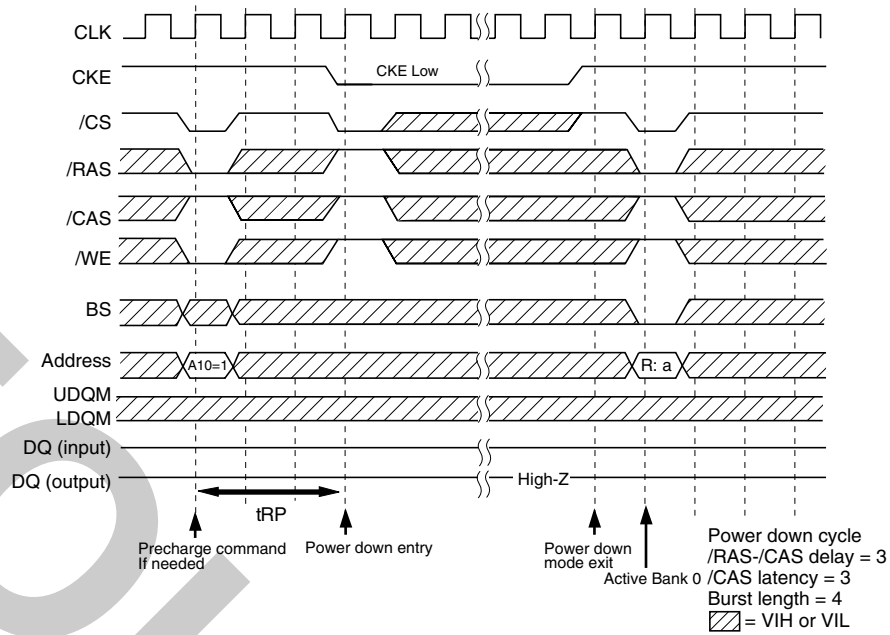 CLK
CKE
CKE Low
/CS
/RAS
/CAS
/WE
BS
Address
A10=1
R: a
UDQM
LDQM
DQ (input)
DQ (output)
High-Z
tRP
Precharge command
If needed
Power down entry
Power down
mode exit
Active Bank 0
Power down cycle
/RAS-/CAS delay = 3
/CAS latency = 3
Burst length = 4
= VIH or VIL